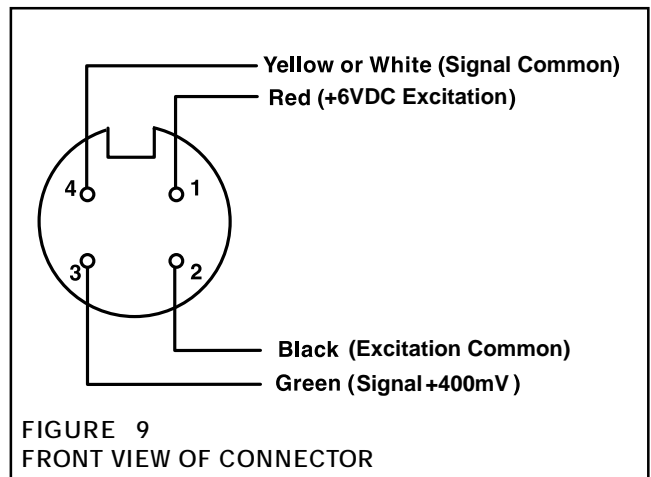 Yellow or White (Signal Common)
Red (+6VDC Excitation)
4 1
3 2
Black (Excitation Common)
Green (Signal +400mV)
FIGURE 9
FRONT VIEW OF CONNECTOR